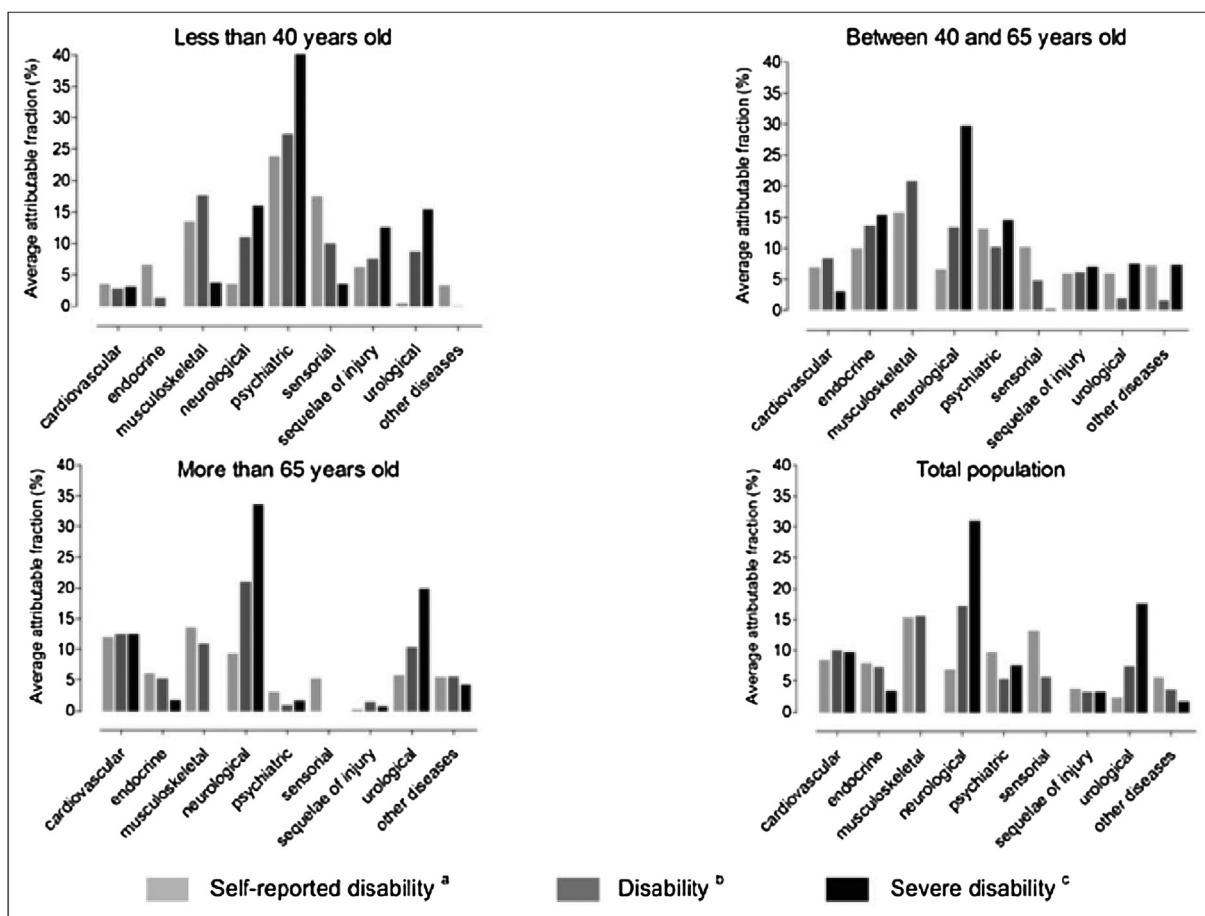 Less than 40 years old
Average attributable fraction (%)
40
35
30
25
20
15
10
5
0
cardiovascular
endocrine
musculoskeletal
neurological
psychiatric
sensorial
sequelae of injury
urological
other diseases
Between 40 and 65 years old
Average attributable fraction (%)
40
35
30
25
20
15
10
5
0
cardiovascular
endocrine
musculoskeletal
neurological
psychiatric
sensorial
sequelae of injury
urological
other diseases
More than 65 years old
Average attributable fraction (%)
40
35
30
25
20
15
10
5
0
cardiovascular
endocrine
musculoskeletal
neurological
psychiatric
sensorial
sequelae of injury
urological
other diseases
Total population
Average attributable fraction (%)
40
35
30
25
20
15
10
5
0
cardiovascular
endocrine
musculoskeletal
neurological
psychiatric
sensorial
sequelae of injury
urological
other diseases
Self-reported disability a
Disability b
Severe disability c